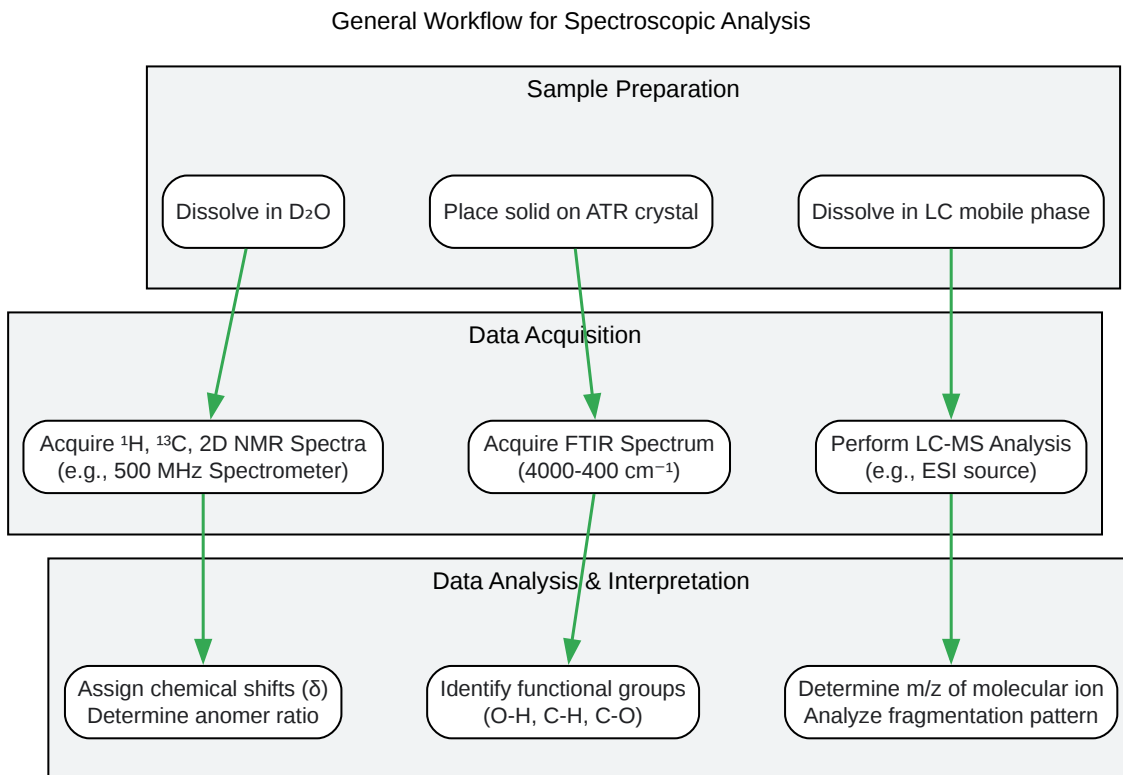 General Workflow for Spectroscopic Analysis
Sample Preparation
Dissolve in D₂O
Place solid on ATR crystal
Dissolve in LC mobile phase
Data Acquisition
Acquire ¹H, ¹³C, 2D NMR Spectra
(e.g., 500 MHz Spectrometer)
Acquire FTIR Spectrum
(4000-400 cm⁻¹)
Perform LC-MS Analysis
(e.g., ESI source)
Data Analysis & Interpretation
Assign chemical shifts (δ)
Determine anomer ratio
Identify functional groups
(O-H, C-H, C-O)
Determine m/z of molecular ion
Analyze fragmentation pattern